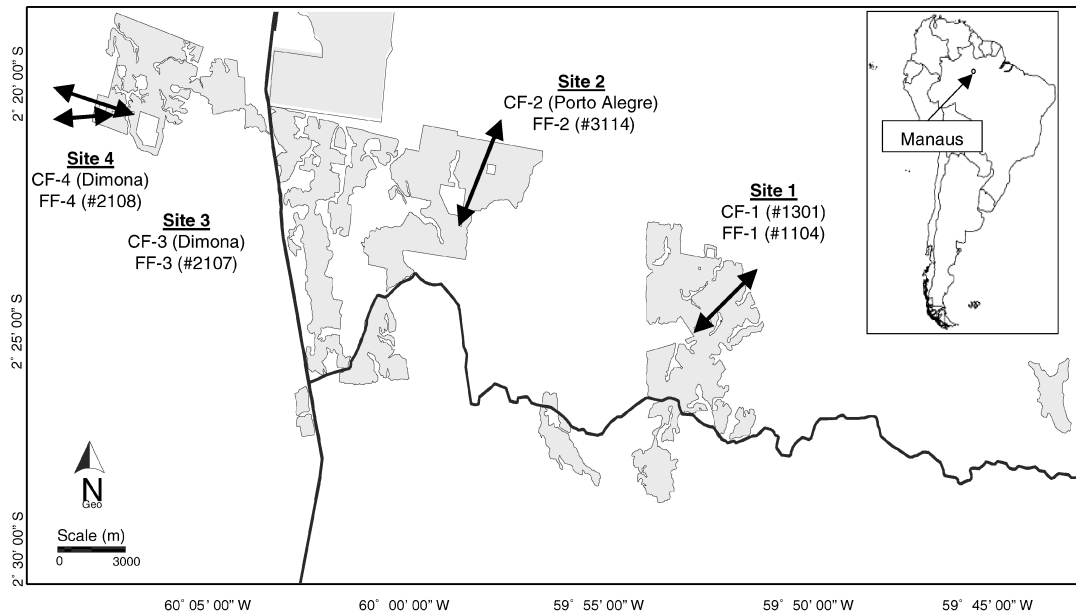 2° 20' 00" S
2° 25' 00" S
2° 30' 00" S
Site 4
CF-4 (Dimona)
FF-4 (#2108)
Site 3
CF-3 (Dimona)
FF-3 (#2107)
Site 2
CF-2 (Porto Alegre)
FF-2 (#3114)
Site 1
CF-1 (#1301)
FF-1 (#1104)
Manaus
N
Geo
Scale (m)
0 3000
60° 05' 00" W 60° 00' 00" W 59° 55' 00" W 59° 50' 00" W 59° 45' 00" W